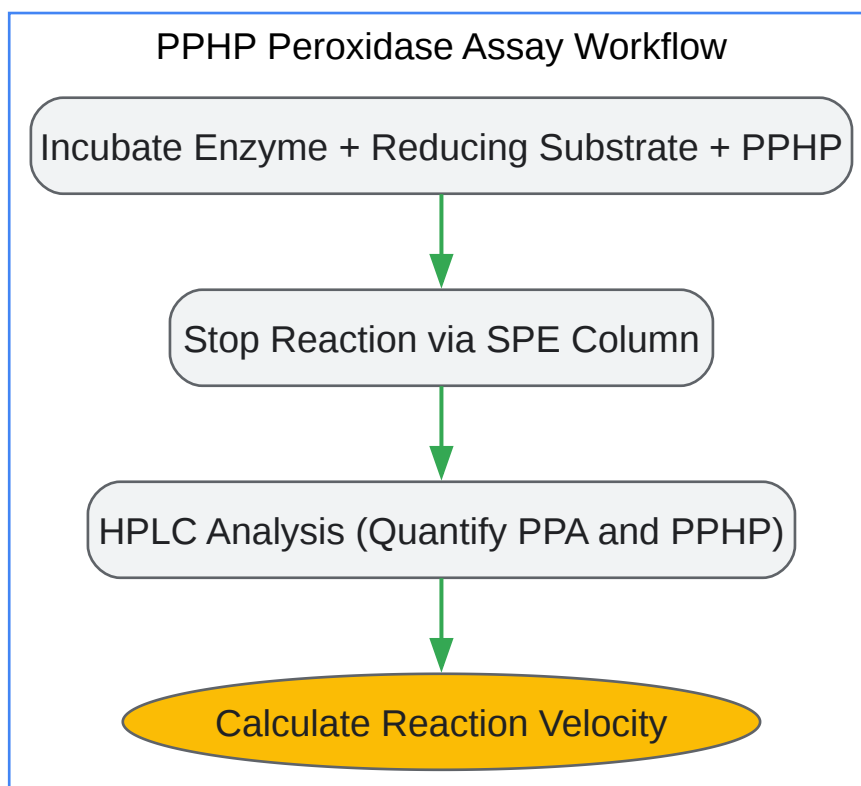 PPHP Peroxidase Assay Workflow
Incubate Enzyme + Reducing Substrate + PPHP
Stop Reaction via SPE Column
HPLC Analysis (Quantify PPA and PPHP)
Calculate Reaction Velocity